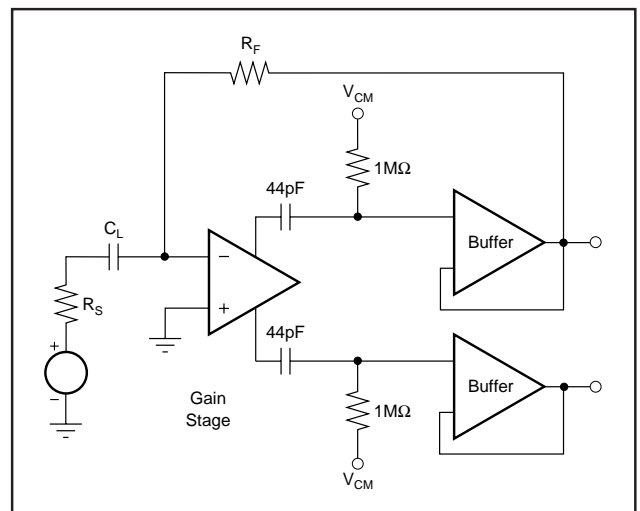 R_F
V_CM
1MΩ
44pF
Buffer
C_L
−
+
R_S
+
−
44pF
Gain
Stage
1MΩ
Buffer
V_CM